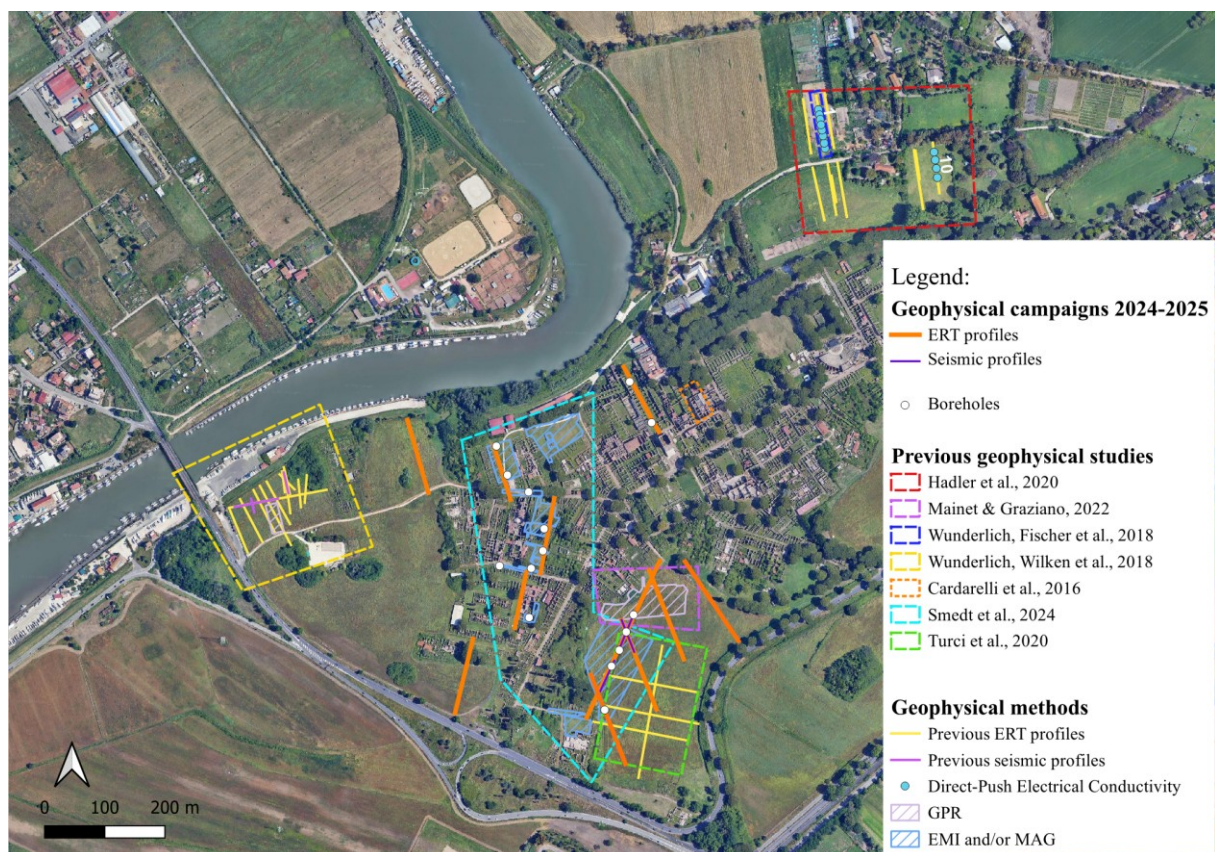 1
10
Legend:
Geophysical campaigns 2024-2025
ERT profiles
Seismic profiles
Boreholes
Previous geophysical studies
Hadler et al., 2020
Mainet & Graziano, 2022
Wunderlich, Fischer et al., 2018
Wunderlich, Wilken et al., 2018
Cardarelli et al., 2016
Smedt et al., 2024
Turci et al., 2020
Geophysical methods
Previous ERT profiles
Previous seismic profiles
Direct-Push Electrical Conductivity
GPR
EMI and/or MAG
0 100 200 m